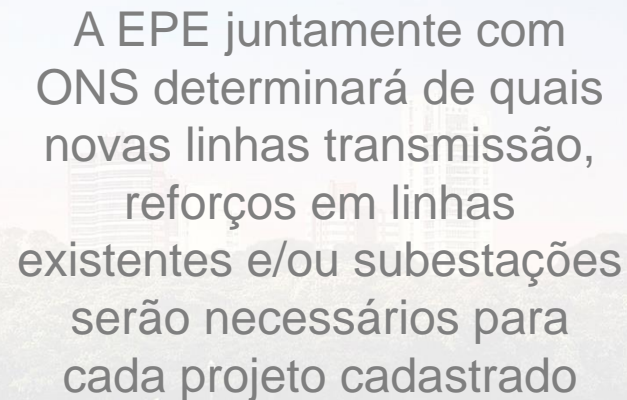 A EPE juntamente com
ONS determinará de quais
novas linhas transmissão,
reforços em linhas
existentes e/ou subestações
serão necessários para
cada projeto cadastrado